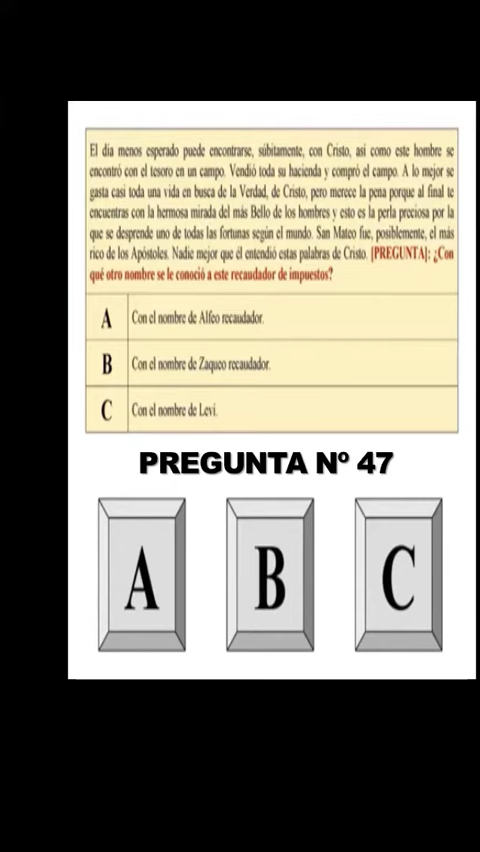 El día menos esperado puede encontrarse, súbitamente, con Cristo, así como este hombre se
encontró con el tesoro en un campo. Vendió toda su hacienda y compró el campo. A lo mejor se
gasta casi toda una vida en busca de la Verdad, de Cristo, pero merece la pena porque al final te
encuentras con la hermosa mirada del más Bello de los hombres y esto es la perla preciosa por la
que se desprende uno de todas las fortunas según el mundo. San Mateo fue, posiblemente, el más
rico de los Apóstoles. Nadie mejor que él entendió estas palabras de Cristo. [PREGUNTA]: ¿Con
qué otro nombre se le conoció a este recaudador de impuestos?
A Con el nombre de Alfeo recaudador.
B Con el nombre de Zaqueo recaudador.
C Con el nombre de Leví.
PREGUNTA Nº 47
A B C